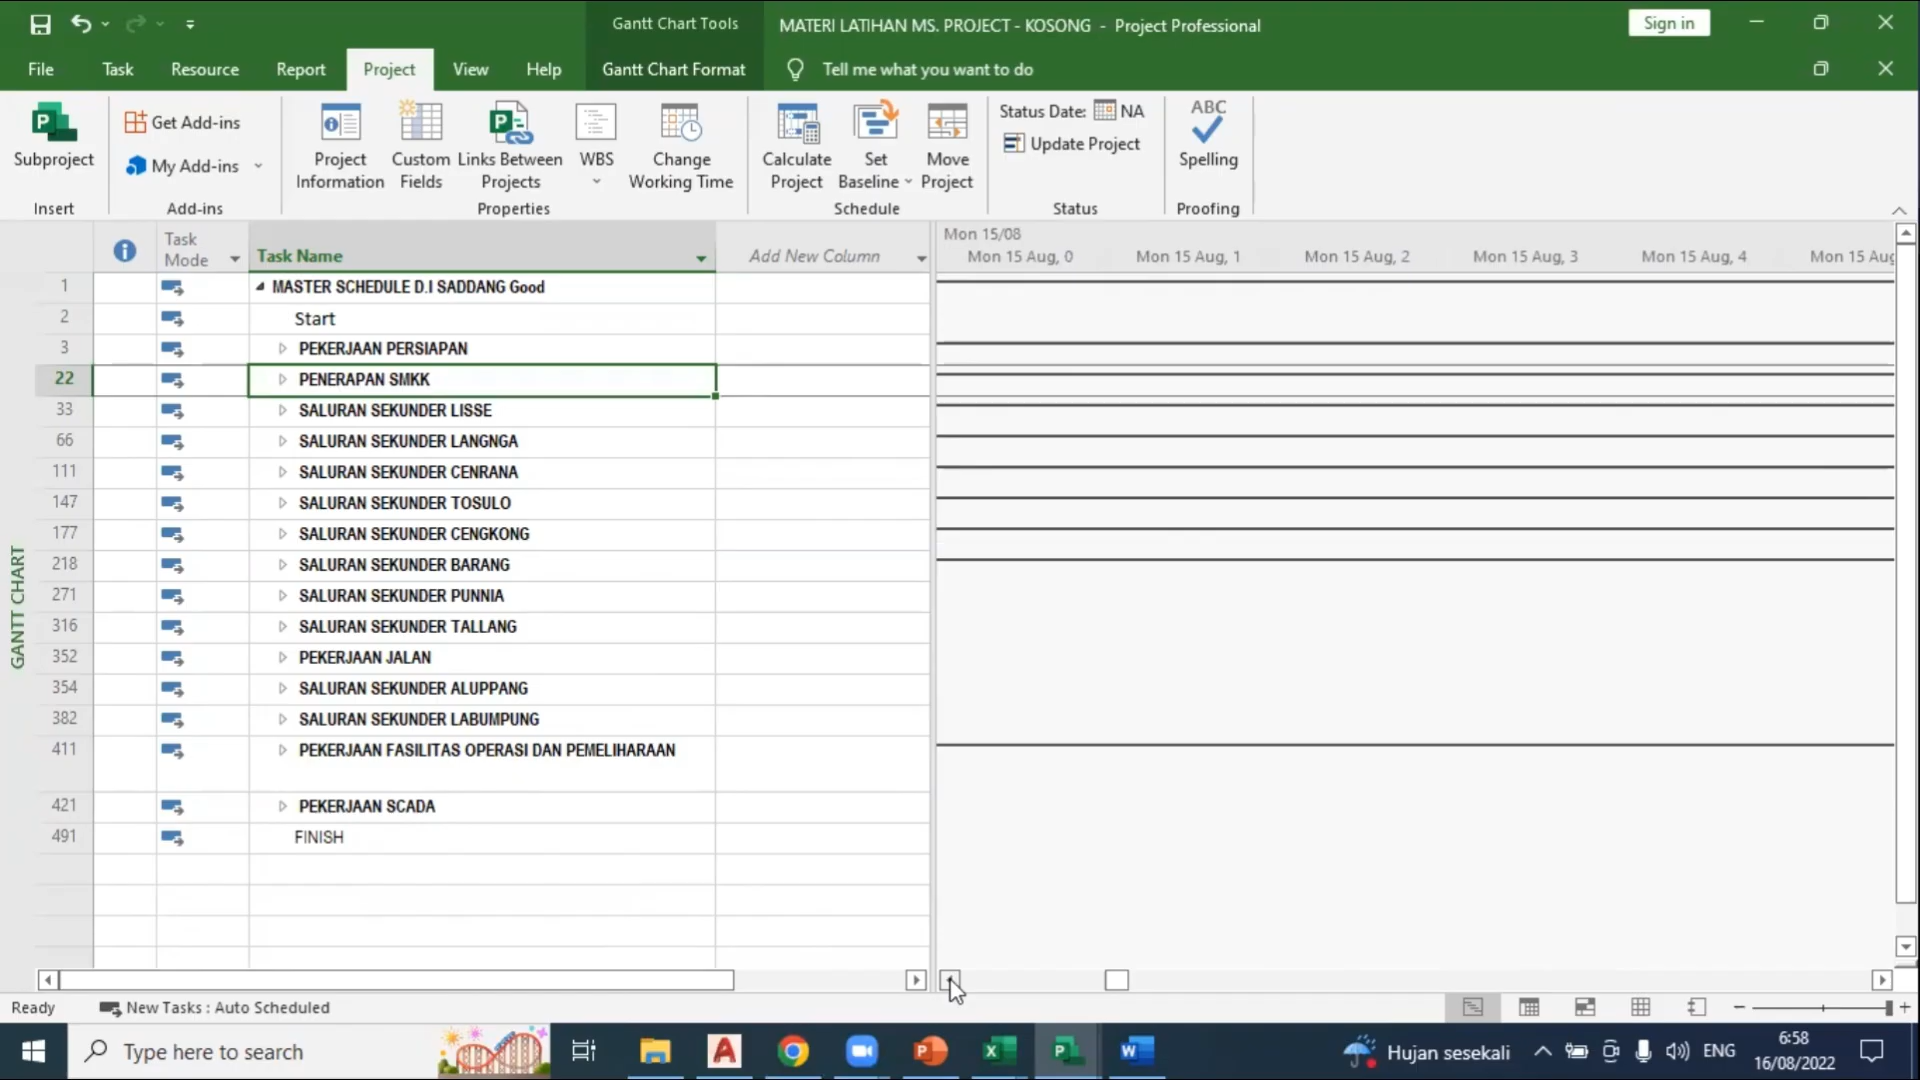 Gantt Chart Tools
MATERI LATIHAN MS. PROJECT - KOSONG - Project Professional
Sign in
File Task Resource Report Project View Help Gantt Chart Format Tell me what you want to do
Subproject
Insert
Get Add-ins
My Add-ins
Add-ins
Project Information
Custom Fields
Links Between Projects
WBS
Change Working Time
Properties
Calculate Project
Set Baseline
Move Project
Schedule
Status Date: NA
Update Project
Status
ABC
Spelling
Proofing
Task Mode
Task Name
Add New Column
Mon 15/08
Mon 15 Aug, 0 Mon 15 Aug, 1 Mon 15 Aug, 2 Mon 15 Aug, 3 Mon 15 Aug, 4 Mon 15 Aug
1 MASTER SCHEDULE D.I SADDANG Good
2 Start
3 PEKERJAAN PERSIAPAN
22 PENERAPAN SMKK
33 SALURAN SEKUNDER LISSE
66 SALURAN SEKUNDER LANGNGA
111 SALURAN SEKUNDER CENRANA
147 SALURAN SEKUNDER TOSULO
177 SALURAN SEKUNDER CENGKONG
218 SALURAN SEKUNDER BARANG
271 SALURAN SEKUNDER PUNNIA
316 SALURAN SEKUNDER TALLANG
352 PEKERJAAN JALAN
354 SALURAN SEKUNDER ALUPPANG
382 SALURAN SEKUNDER LABUMPUNG
411 PEKERJAAN FASILITAS OPERASI DAN PEMELIHARAAN
421 PEKERJAAN SCADA
491 FINISH
GANTT CHART
Ready New Tasks : Auto Scheduled
Type here to search
Hujan sesekali
ENG
6:58
16/08/2022